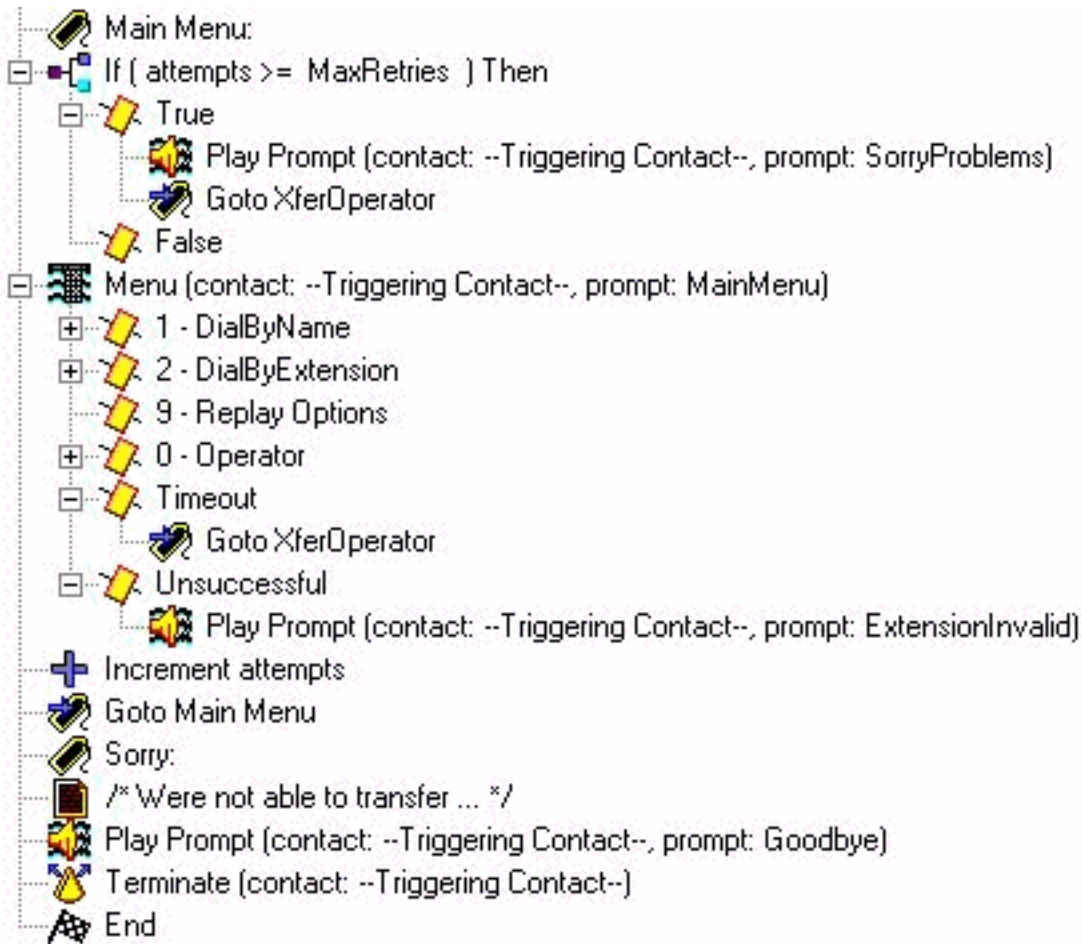 Main Menu:
If ( attempts >= MaxRetries ) Then
True
Play Prompt (contact: --Triggering Contact--, prompt: SorryProblems)
Goto XferOperator
False
Menu (contact: --Triggering Contact--, prompt: MainMenu)
1 - DialByName
2 - DialByExtension
9 - Replay Options
0 - Operator
Timeout
Goto XferOperator
Unsuccessful
Play Prompt (contact: --Triggering Contact--, prompt: ExtensionInvalid)
Increment attempts
Goto Main Menu
Sorry:
/* Were not able to transfer ... */
Play Prompt (contact: --Triggering Contact--, prompt: Goodbye)
Terminate (contact: --Triggering Contact--)
End